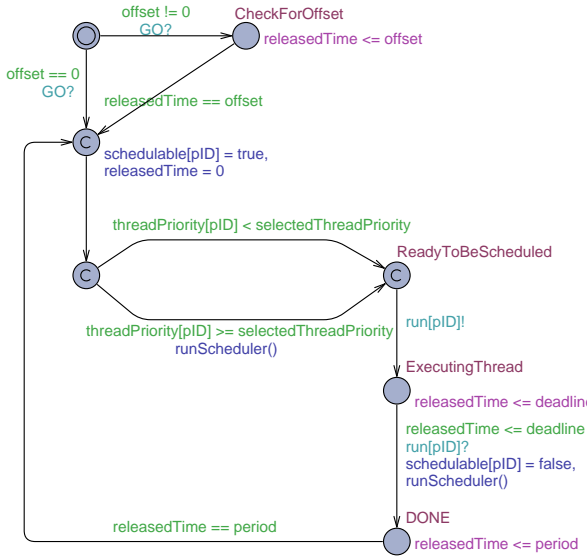 offset != 0
GO?
CheckForOffset
releasedTime <= offset
offset == 0
GO?
releasedTime == offset
C
schedulable[pID] = true,
releasedTime = 0
threadPriority[pID] < selectedThreadPriority
ReadyToBeScheduled
C
C
threadPriority[pID] >= selectedThreadPriority
runScheduler()
run[pID]!
ExecutingThread
releasedTime <= deadline
releasedTime <= deadline
run[pID]?
schedulable[pID] = false,
runScheduler()
DONE
releasedTime == period
releasedTime <= period